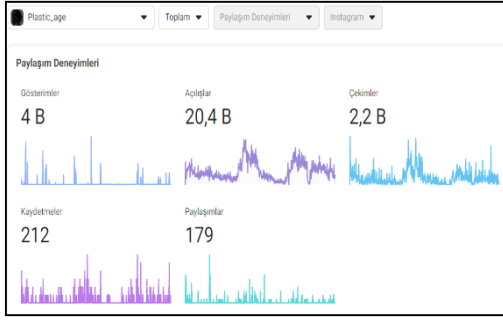 Plastic_age Toplam Paylaşım Deneyimleri Instagram
Paylaşım Deneyimleri
Gösterimler Açılışlar Çekimler
4 B 20,4 B 2,2 B
Kaydetmeler Paylaşımlar
212 179